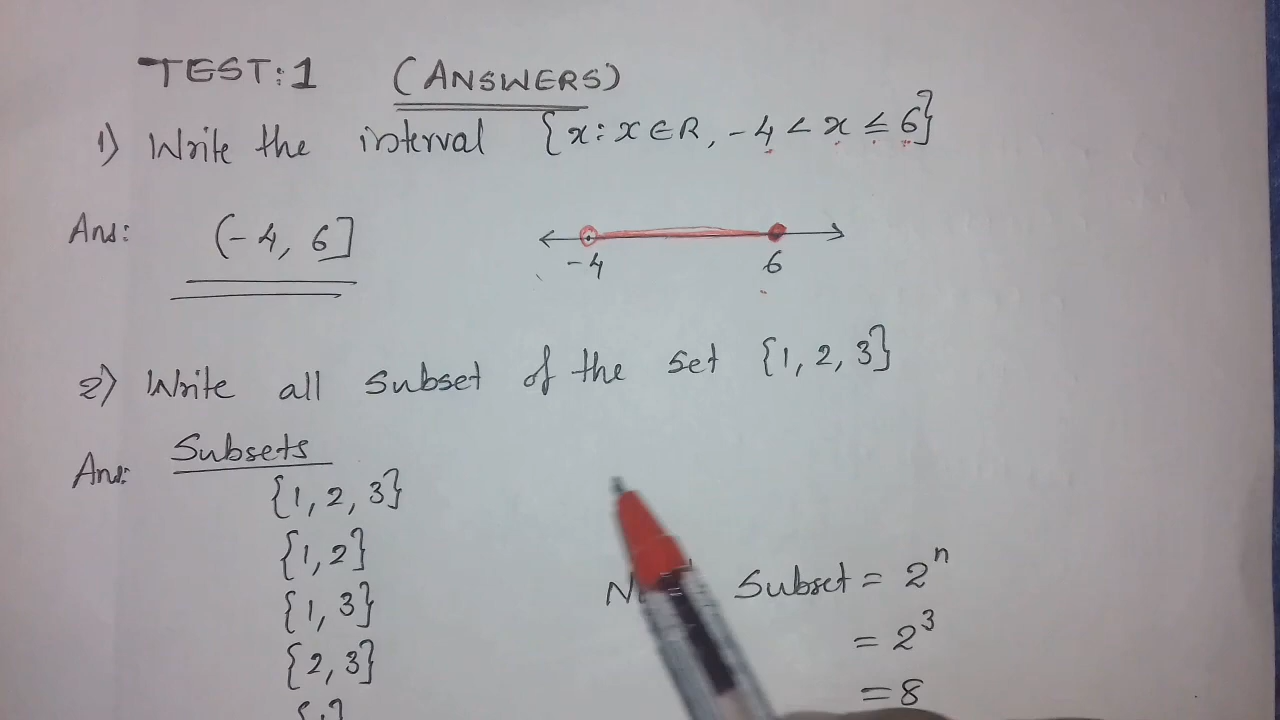 TEST:1 (ANSWERS)
1) Write the interval {x: x ∈ R, -4 < x ≤ 6}
Ans: (-4, 6]
-4 6
2) Write all subset of the set {1, 2, 3}
Ans: Subsets
{1, 2, 3}
{1, 2}
{1, 3}
{2, 3}
Subset = 2ⁿ
= 2³
= 8